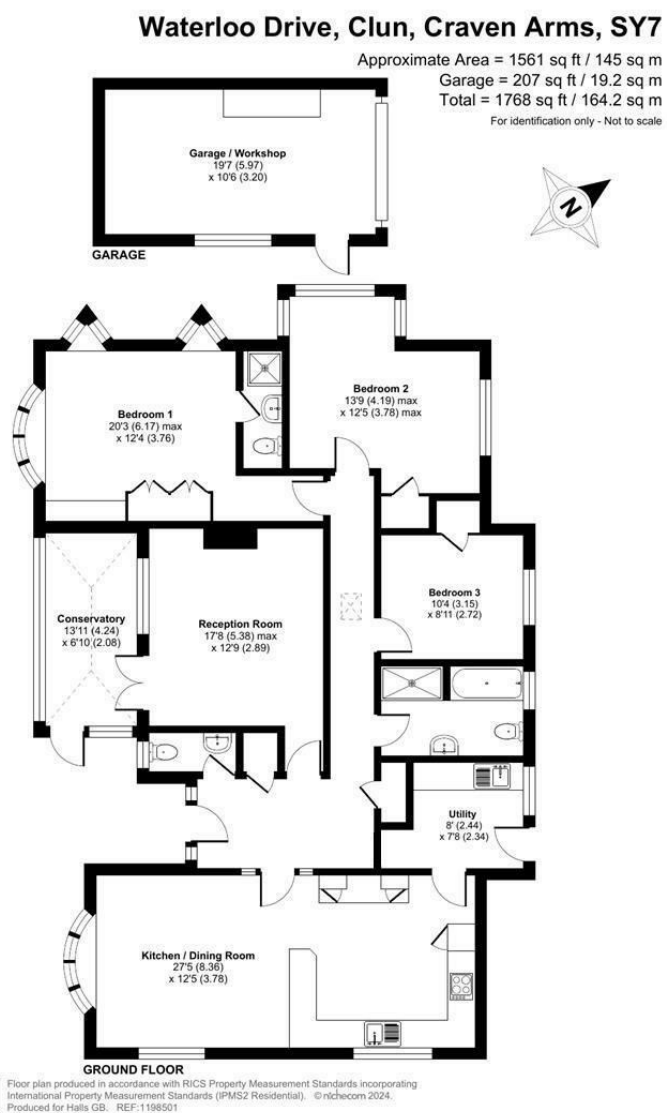 Waterloo Drive, Clun, Craven Arms, SY7
Approximate Area = 1561 sq ft / 145 sq m
Garage = 207 sq ft / 19.2 sq m
Total = 1768 sq ft / 164.2 sq m
For identification only - Not to scale
Garage / Workshop
19'7 (5.97)
x 10'6 (3.20)
GARAGE
N
Bedroom 1
20'3 (6.17) max
x 12'4 (3.76)
Bedroom 2
13'9 (4.19) max
x 12'5 (3.78) max
Bedroom 3
10'4 (3.15)
x 8'11 (2.72)
Conservatory
13'11 (4.24)
x 6'10 (2.08)
Reception Room
17'8 (5.38) max
x 12'9 (2.89)
Utility
8' (2.44)
x 7'8 (2.34)
Kitchen / Dining Room
27'5 (8.36)
x 12'5 (3.78)
GROUND FLOOR
Floor plan produced in accordance with RICS Property Measurement Standards incorporating
International Property Measurement Standards (IPMS2 Residential). © nichecom 2024.
Produced for Halls GB. REF: 1198501